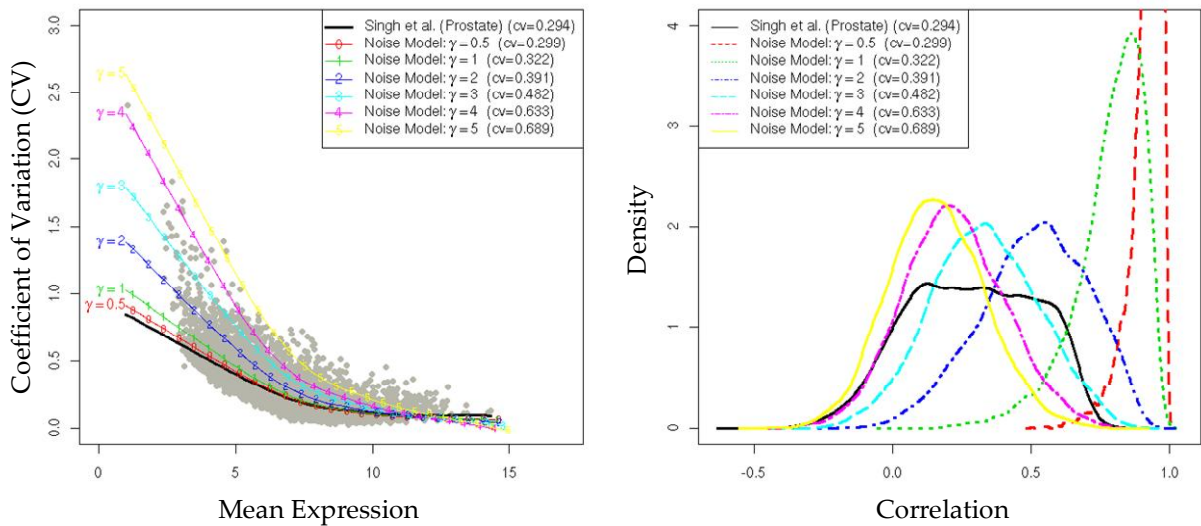 Coefficient of Variation (CV)
3.0
2.5
2.0
1.5
1.0
0.5
0.0
Singh et al. (Prostate) (cv=0.294)
Noise Model: γ=0.5 (cv=0.299)
Noise Model: γ=1 (cv=0.322)
Noise Model: γ=2 (cv=0.391)
Noise Model: γ=3 (cv=0.482)
Noise Model: γ=4 (cv=0.633)
Noise Model: γ=5 (cv=0.689)
γ=5
γ=4
γ=3
γ=2
γ=1
γ=0.5
0 5 10 15
Mean Expression
Density
4
3
2
1
0
Singh et al. (Prostate) (cv=0.294)
Noise Model: γ=0.5 (cv=0.299)
Noise Model: γ=1 (cv=0.322)
Noise Model: γ=2 (cv=0.391)
Noise Model: γ=3 (cv=0.482)
Noise Model: γ=4 (cv=0.633)
Noise Model: γ=5 (cv=0.689)
-0.5 0.0 0.5 1.0
Correlation